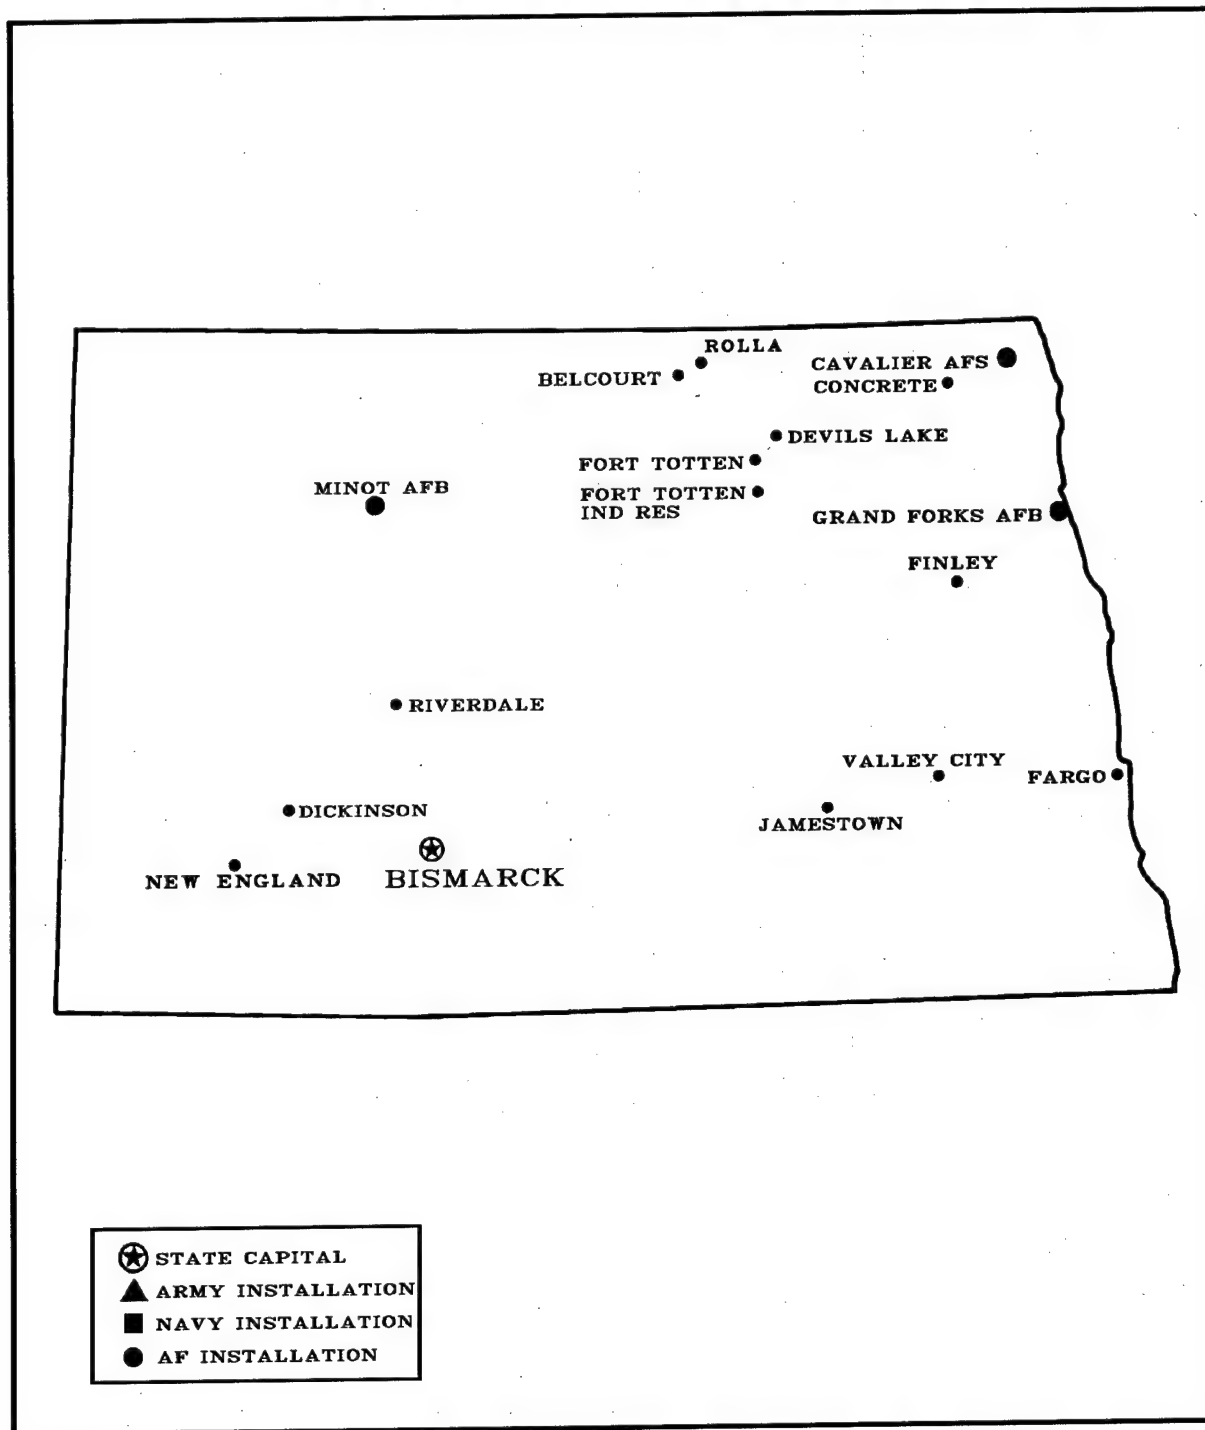 ROLLA
BELCOURT
CAVALIER AFS
CONCRETE
DEVILS LAKE
FORT TOTTEN
MINOT AFB
FORT TOTTEN
IND RES
GRAND FORKS AFB
FINLEY
RIVERDALE
VALLEY CITY
FARGO
DICKINSON
JAMESTOWN
NEW ENGLAND
BISMARCK
STATE CAPITAL
ARMY INSTALLATION
NAVY INSTALLATION
AF INSTALLATION